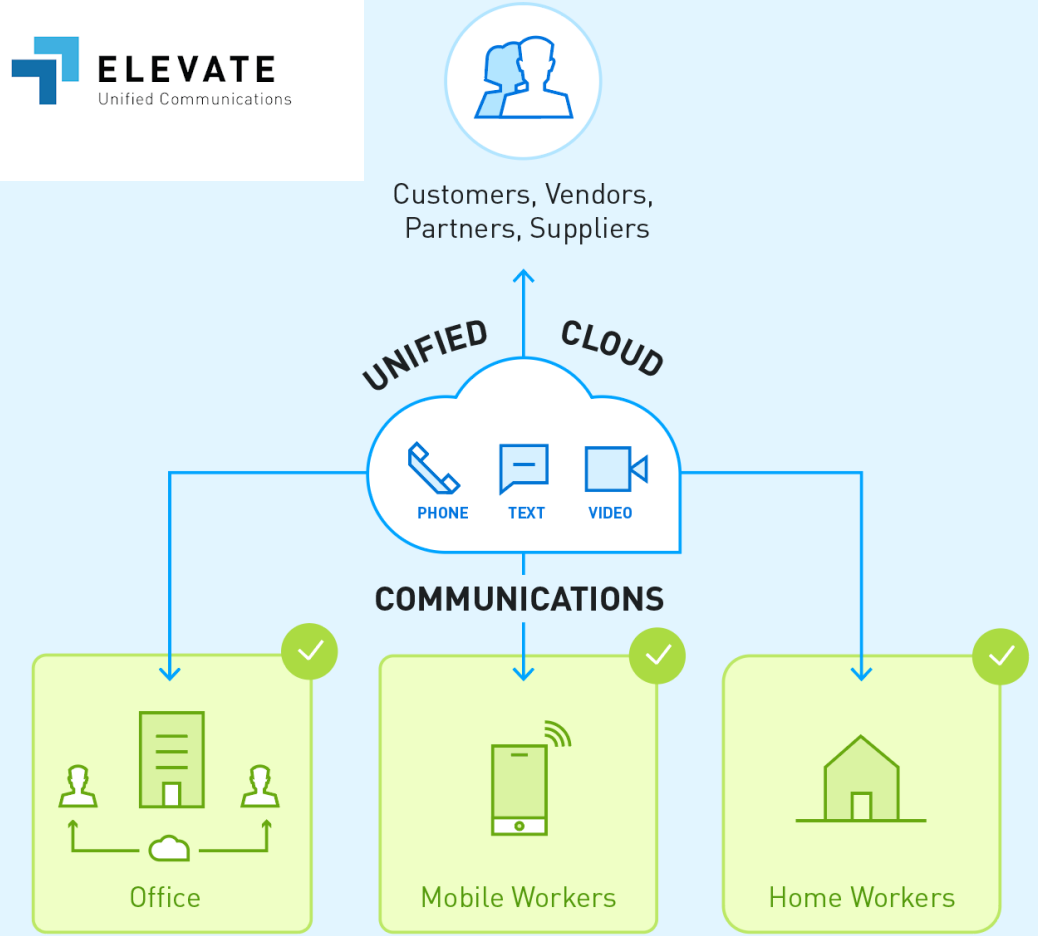 ELEVATE
Unified Communications
Customers, Vendors,
Partners, Suppliers
UNIFIED CLOUD
PHONE TEXT VIDEO
COMMUNICATIONS
Office Mobile Workers Home Workers